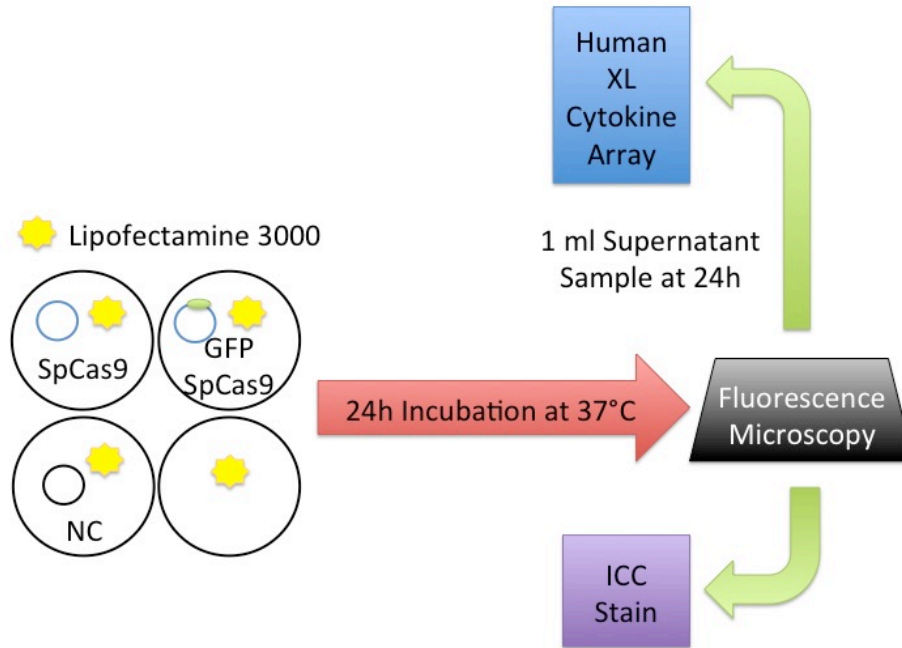 Human
XL
Cytokine
Array
Lipofectamine 3000
1 ml Supernatant
Sample at 24h
SpCas9
GFP
SpCas9
24h Incubation at 37°C
Fluorescence
Microscopy
NC
ICC
Stain